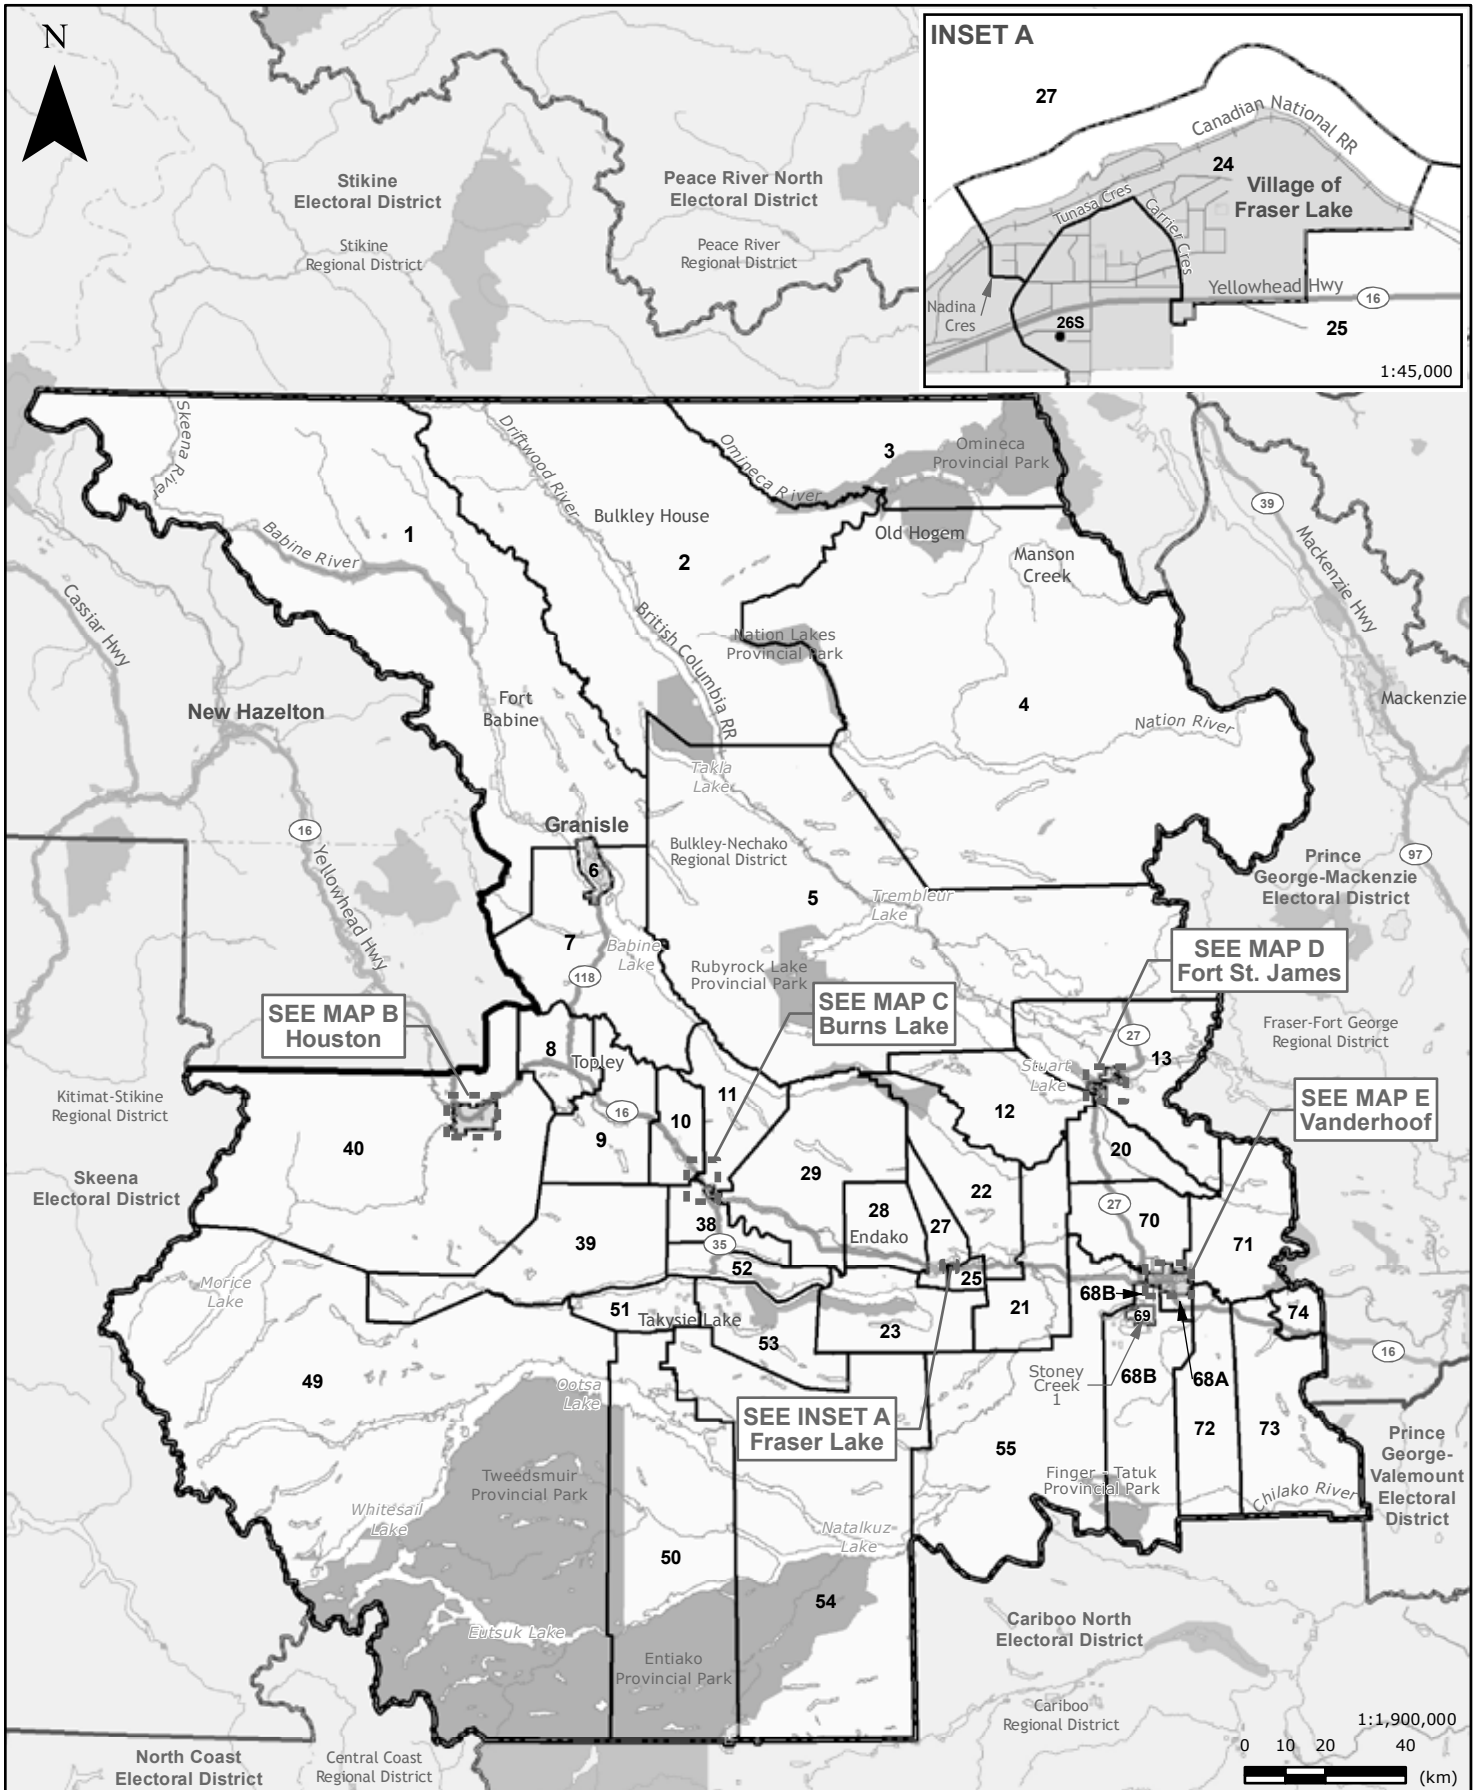 N
INSET A
27
Canadian National RR
24
Village of
Fraser Lake
Tunasa Cres
Carrier Cres
Yellowhead Hwy
16
Nadina
Cres
26S
25
1:45,000
Stikine
Electoral District
Peace River North
Electoral District
Stikine
Regional District
Peace River
Regional District
Skeena River
Driftwood River
Omineca River
3
Omineca
Provincial Park
39
Mackenzie Hwy
Babine River
1
Bulkley House
2
Old Hogem
Manson
Creek
Cassiar Hwy
British Columbia RR
Nation Lakes
Provincial Park
Fort
Babine
New Hazelton
4
Nation River
Mackenzie
Takla
Lake
16
Yellowhead Hwy
Granisle
6
Bulkley-Nechako
Regional District
5
Trembleur
Lake
Prince
George-Mackenzie
Electoral District
97
7
Babine
Lake
118
Rubyrock Lake
Provincial Park
SEE MAP D
Fort St. James
SEE MAP B
Houston
SEE MAP C
Burns Lake
Fraser-Fort George
Regional District
27
13
8
Topley
Stuart
Lake
Kitimat-Stikine
Regional District
SEE MAP E
Vanderhoof
16
10
11
12
9
40
20
Skeena
Electoral District
29
22
28
27
Endako
27
70
71
38
35
39
52
25
68B
Morice
Lake
51
Takysie Lake
53
23
21
69
74
16
49
Ootsa
Lake
Stoney
Creek
1
68B
68A
SEE INSET A
Fraser Lake
55
72
73
Prince
George-
Valemount
Electoral
District
Tweedsmuir
Provincial Park
Finger - Tatuk
Provincial Park
Chilako River
Whitesail
Lake
Natalkuz
Lake
50
54
Eutsuk Lake
Cariboo North
Electoral District
Entiako
Provincial Park
Cariboo
Regional District
1:1,900,000
0 10 20 40
(km)
North Coast
Electoral District
Central Coast
Regional District